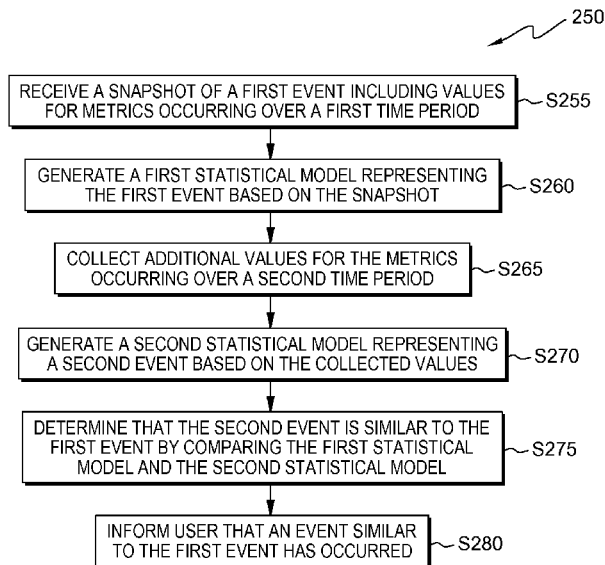 250
RECEIVE A SNAPSHOT OF A FIRST EVENT INCLUDING VALUES
FOR METRICS OCCURRING OVER A FIRST TIME PERIOD
S255
GENERATE A FIRST STATISTICAL MODEL REPRESENTING
THE FIRST EVENT BASED ON THE SNAPSHOT
S260
COLLECT ADDITIONAL VALUES FOR THE METRICS
OCCURRING OVER A SECOND TIME PERIOD
S265
GENERATE A SECOND STATISTICAL MODEL REPRESENTING
A SECOND EVENT BASED ON THE COLLECTED VALUES
S270
DETERMINE THAT THE SECOND EVENT IS SIMILAR TO THE
FIRST EVENT BY COMPARING THE FIRST STATISTICAL
MODEL AND THE SECOND STATISTICAL MODEL
S275
INFORM USER THAT AN EVENT SIMILAR
TO THE FIRST EVENT HAS OCCURRED
S280